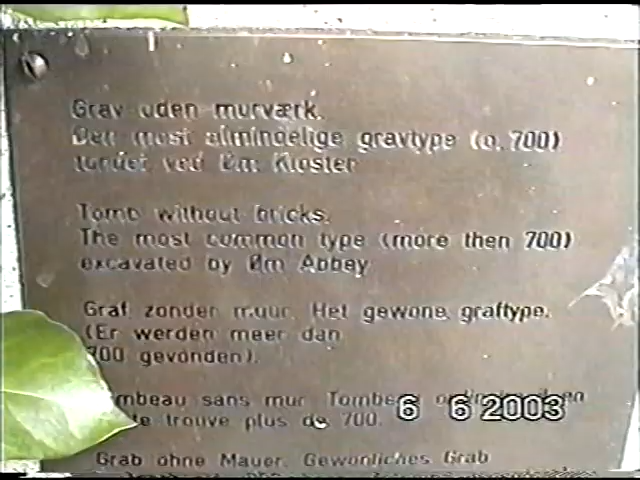 Grav uden murværk.
Den mest almindelige gravtype (o. 700)
fundet ved Øm Kloster
Tomb without bricks.
The most common type (more then 700)
excavated by Øm Abbey
Graf zonder muur. Het gewone graftype.
(Er werden meer dan
700 gevonden).
sans mur
te trouve plus de 700.
6 6 2003
Grab ohne Mauer. Gewonliches Grab